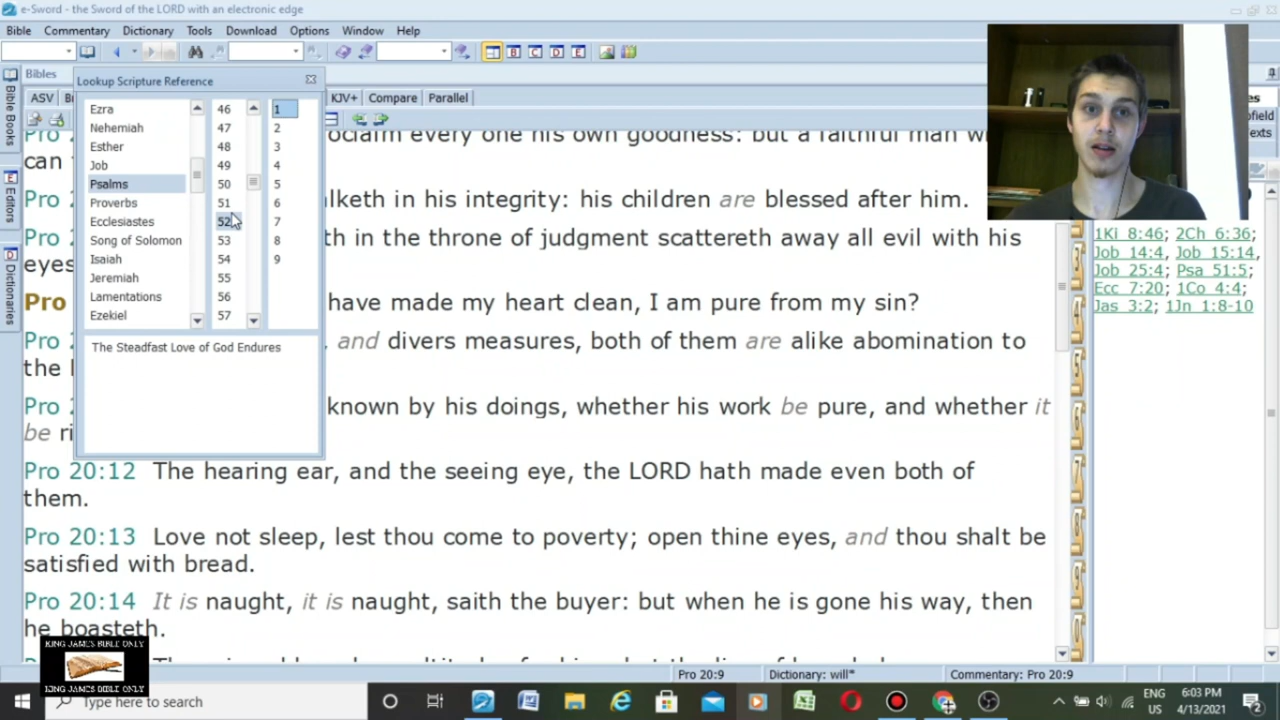 e-Sword - the Sword of the LORD with an electronic edge
Bible Commentary Dictionary Tools Download Options Window Help
B C D E
Bibles
Lookup Scripture Reference
ASV
KJV+ Compare Parallel
Bible Books
Editors
Dictionaries
Ezra
Nehemiah
Esther
Job
Psalms
Proverbs
Ecclesiastes
Song of Solomon
Isaiah
Jeremiah
Lamentations
Ezekiel
46
47
48
49
50
51
52
53
54
55
56
57
1
2
3
4
5
6
7
8
9
The Steadfast Love of God Endures
every one his own goodness: but a faithful man
can
in his integrity: his children are blessed after him.
in the throne of judgment scattereth away all evil with his
eyes
Pro have made my heart clean, I am pure from my sin?
and divers measures, both of them are alike abomination to
the
known by his doings, whether his work be pure, and whether it
be
Pro 20:12 The hearing ear, and the seeing eye, the LORD hath made even both of
them.
Pro 20:13 Love not sleep, lest thou come to poverty; open thine eyes, and thou shalt be
satisfied with bread.
Pro 20:14 It is naught, it is naught, saith the buyer: but when he is gone his way, then
he boasteth.
1Ki 8:46; 2Ch 6:36;
Job 14:4, Job 15:14,
Job 25:4; Psa 51:5;
Ecc 7:20; 1Co 4:4;
Jas 3:2; 1Jn 1:8-10
Pro 20:9 Dictionary: will* Commentary: Pro 20:9
KING JAMES BIBLE ONLY
KING JAMES BIBLE ONLY
Type here to search
ENG
US
6:03 PM
4/13/2021
2